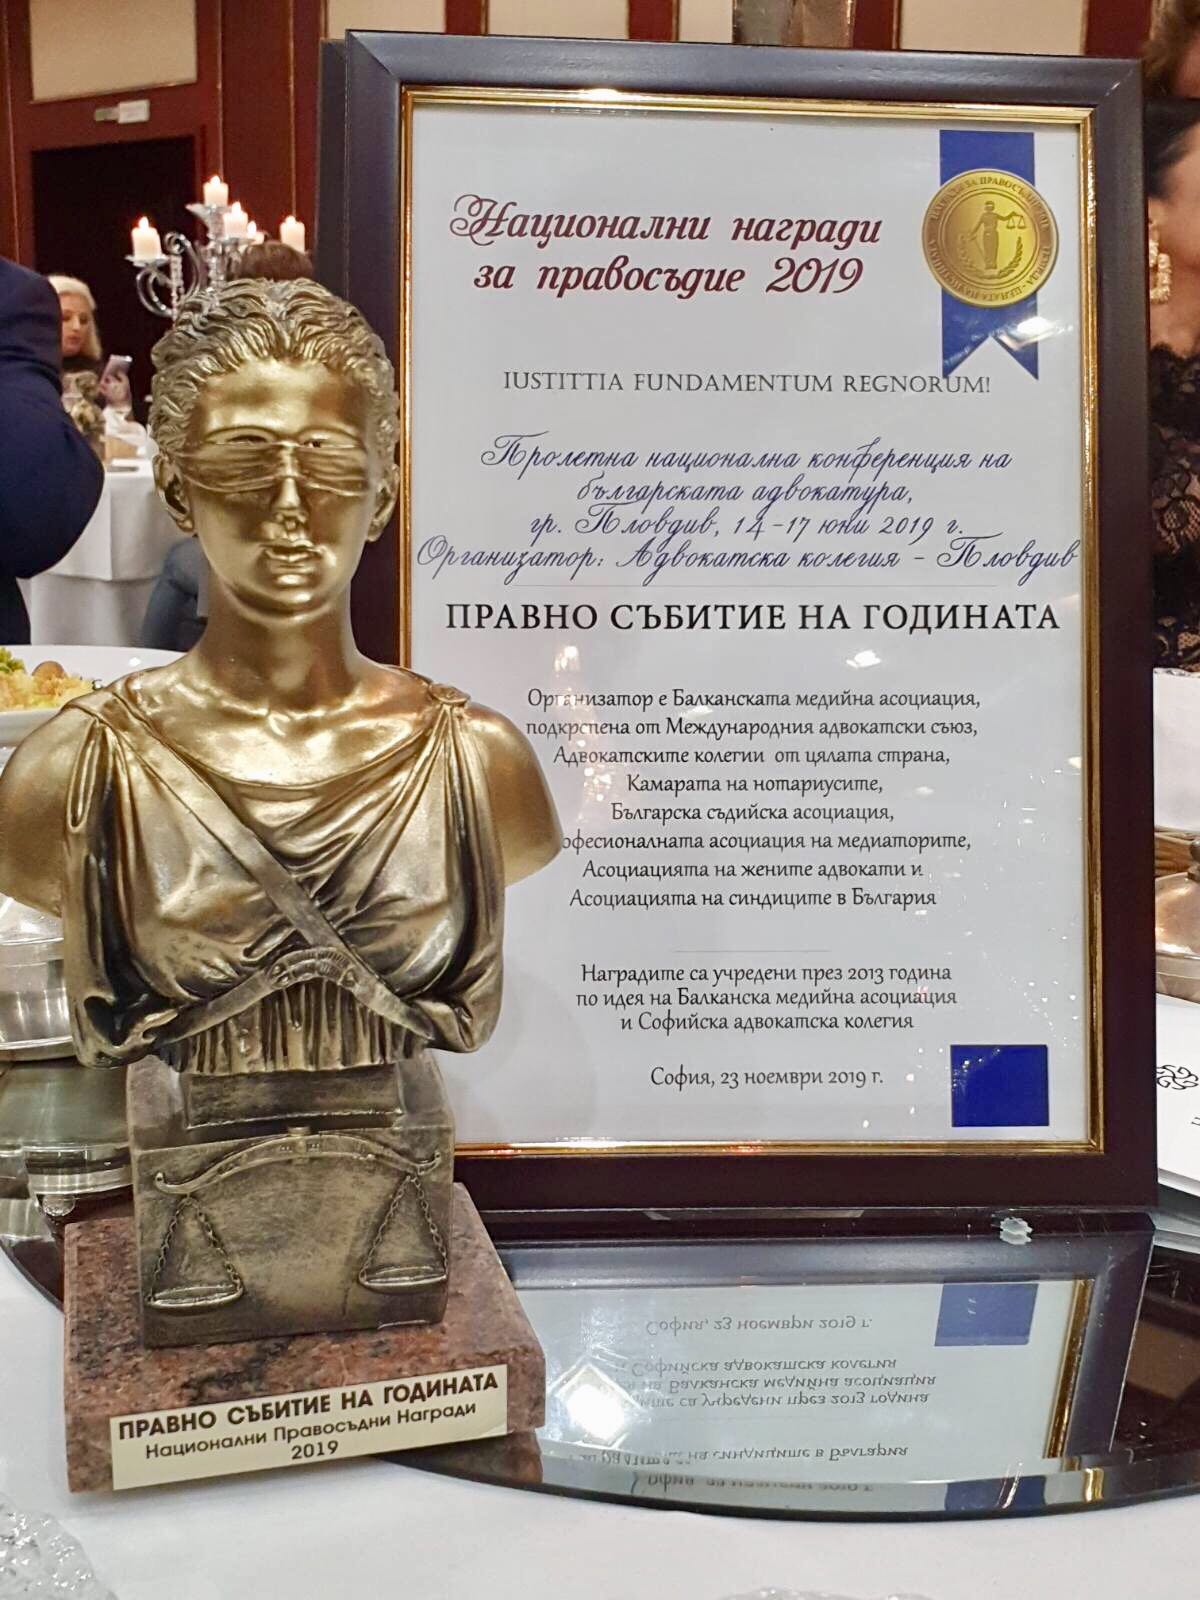 Национални награди
за правосъдие 2019
IUSTITTIA FUNDAMENTUM REGNORUM!
Пролетна национална конференция на
българската адвокатура,
гр. Пловдив, 14-17 юни 2019 г.
Организатор: Адвокатска колегия - Пловдив
ПРАВНО СЪБИТИЕ НА ГОДИНАТА
Организатор е Балканската медийна асоциация,
подкрспена от Международния адвокатски съюз,
Адвокатските колегии от цялата страна,
Камарата на нотариусите,
Българска съдийска асоциация,
офесионалната асоциация на медиаторите,
Асоциацията на жените адвокати и
Асоциацията на синдиците в България
Наградите са учредени през 2013 година
по идея на Балканска медийна асоциация
и Софийска адвокатска колегия
София, 23 ноември 2019 г.
ПРАВНО СЪБИТИЕ НА ГОДИНАТА
Национални Правосъдни Награди
2019